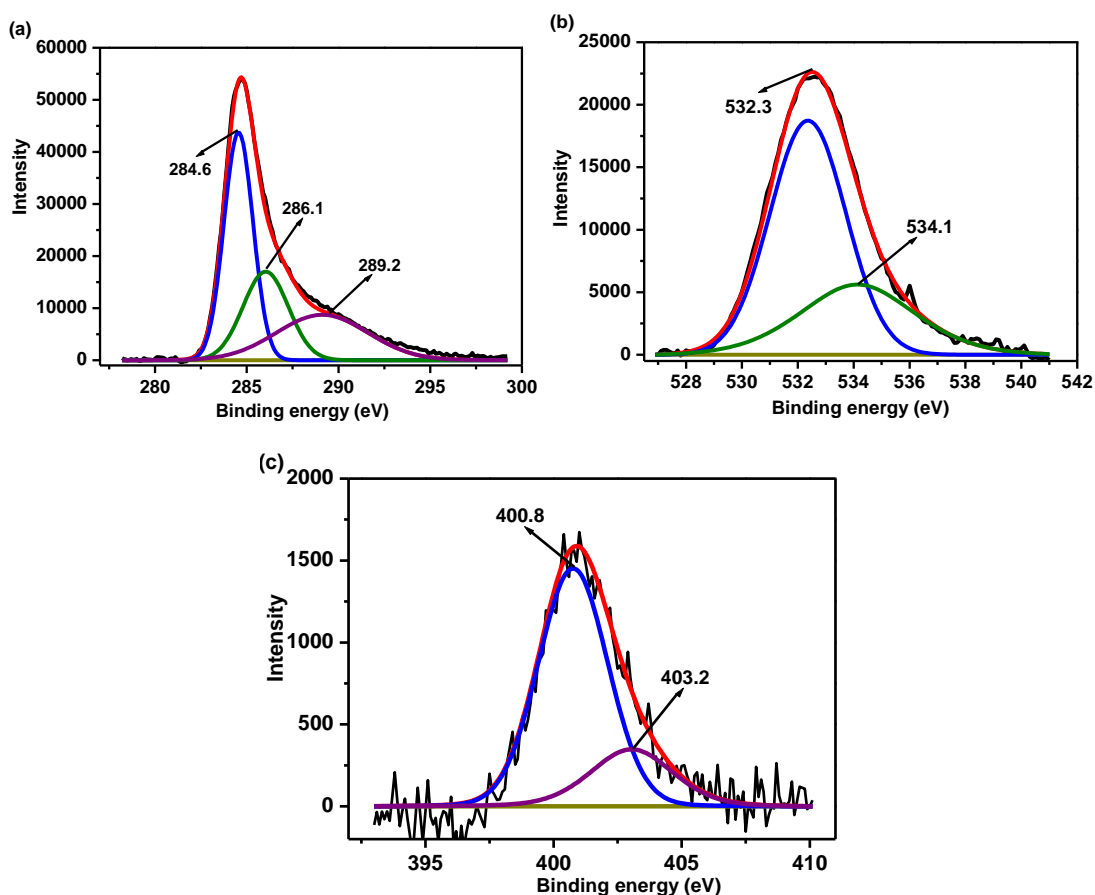 (a)
60000
50000
40000
30000
20000
10000
0
Intensity
284.6
286.1
289.2
280 285 290 295 300
Binding energy (eV)
(b)
25000
20000
15000
10000
5000
0
Intensity
532.3
534.1
528 530 532 534 536 538 540 542
Binding energy (eV)
(c)
2000
1500
1000
500
0
Intensity
400.8
403.2
395 400 405 410
Binding energy (eV)